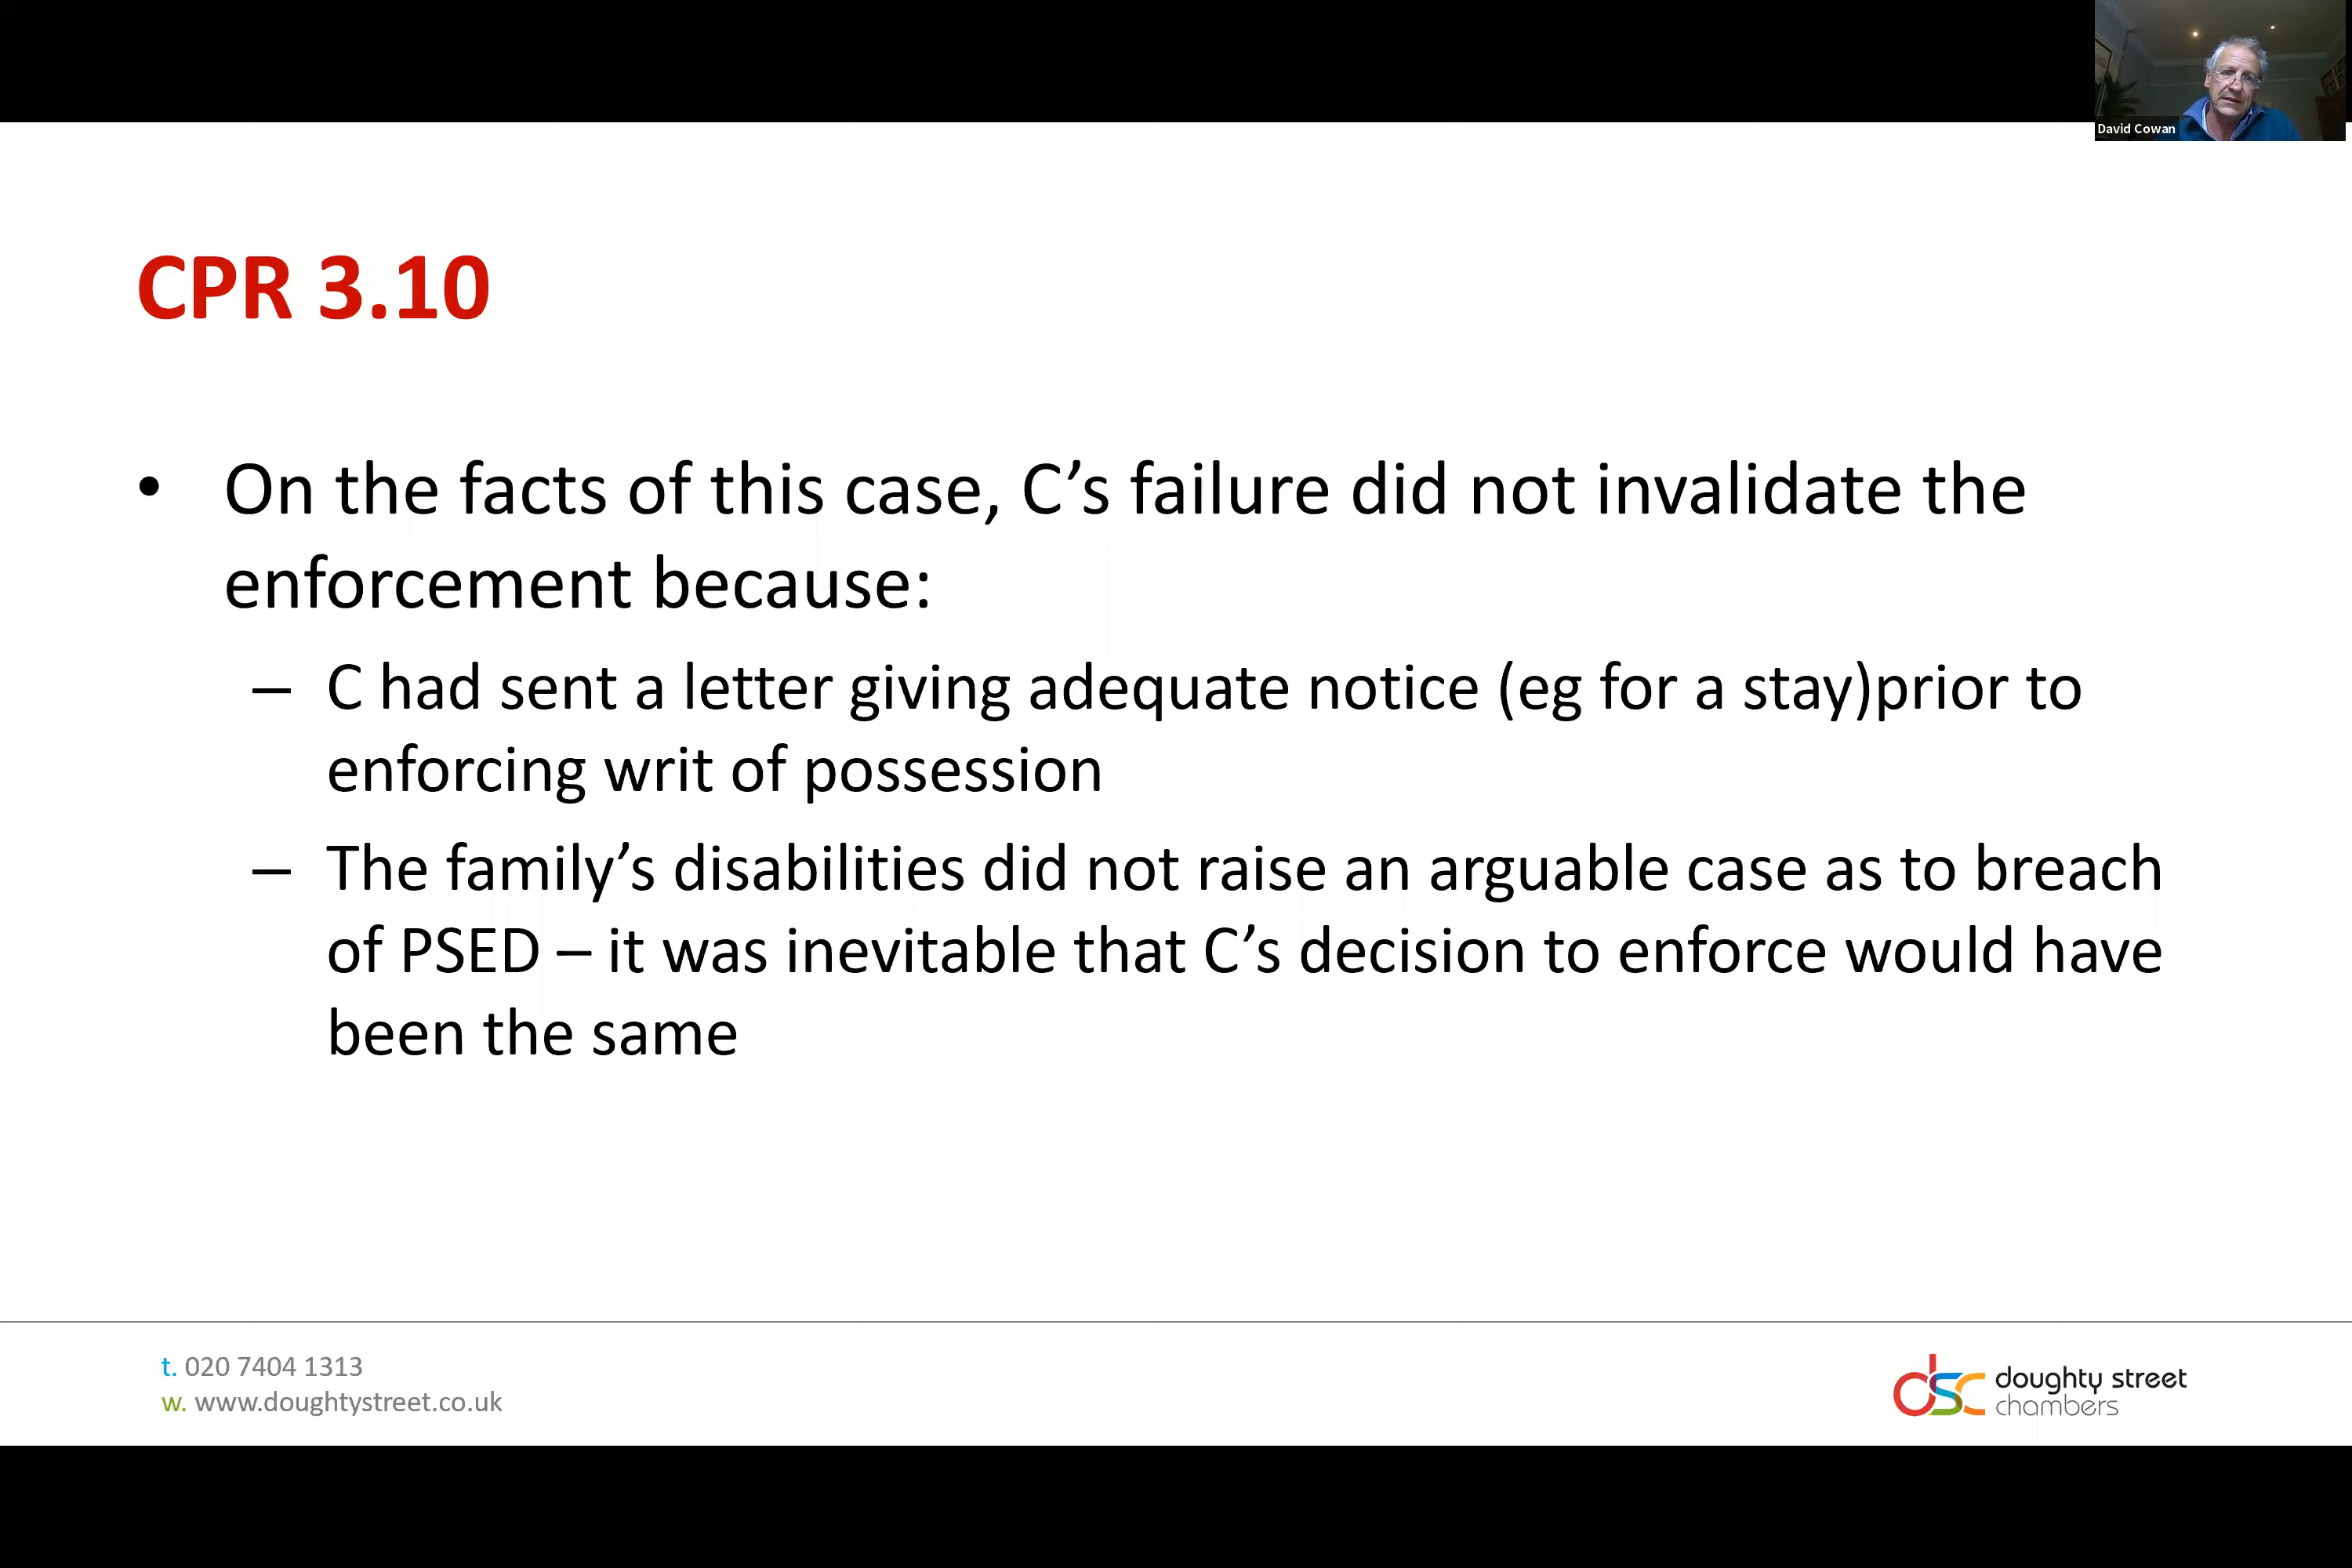 David Cowan
CPR 3.10
• On the facts of this case, C’s failure did not invalidate the
enforcement because:
– C had sent a letter giving adequate notice (eg for a stay)prior to
enforcing writ of possession
– The family’s disabilities did not raise an arguable case as to breach
of PSED – it was inevitable that C’s decision to enforce would have
been the same
t. 020 7404 1313
w. www.doughtystreet.co.uk
dsc
doughty street
chambers